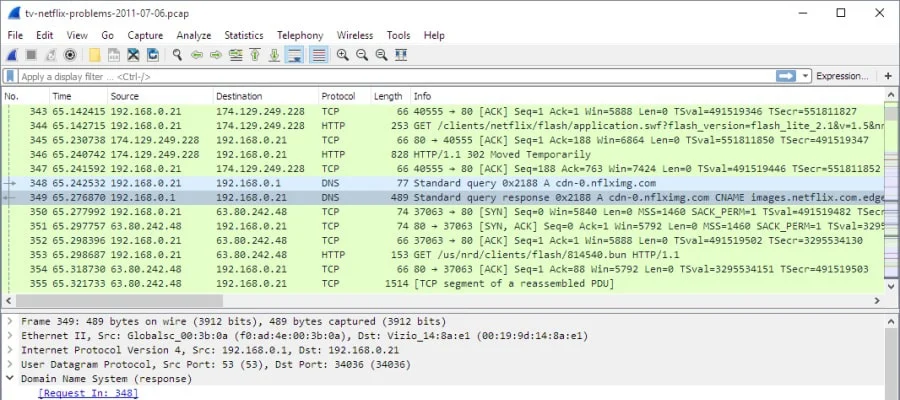 tv-netflix-problems-2011-07-06.pcap
File Edit View Go Capture Analyze Statistics Telephony Wireless Tools Help
Apply a display filter ... <Ctrl-/> Expression... +
No. Time Source Destination Protocol Length Info
343 65.142415 192.168.0.21 174.129.249.228 TCP 66 40555 → 80 [ACK] Seq=1 Ack=1 Win=5888 Len=0 TSval=491519346 TSecr=551811827
344 65.142715 192.168.0.21 174.129.249.228 HTTP 253 GET /clients/netflix/flash/application.swf?flash_version=flash_lite_2.1&v=1.5&nr
345 65.230738 174.129.249.228 192.168.0.21 TCP 66 80 → 40555 [ACK] Seq=1 Ack=188 Win=6864 Len=0 TSval=551811850 TSecr=491519347
346 65.240742 174.129.249.228 192.168.0.21 HTTP 828 HTTP/1.1 302 Moved Temporarily
347 65.241592 192.168.0.21 174.129.249.228 TCP 66 40555 → 80 [ACK] Seq=188 Ack=763 Win=7424 Len=0 TSval=491519446 TSecr=551811852
348 65.242532 192.168.0.21 192.168.0.1 DNS 77 Standard query 0x2188 A cdn-0.nflximg.com
349 65.276870 192.168.0.1 192.168.0.21 DNS 489 Standard query response 0x2188 A cdn-0.nflximg.com CNAME images.netflix.com.edge
350 65.277992 192.168.0.21 63.80.242.48 TCP 74 37063 → 80 [SYN] Seq=0 Win=5840 Len=0 MSS=1460 SACK_PERM=1 TSval=491519482 TSecr
351 65.297757 63.80.242.48 192.168.0.21 TCP 74 80 → 37063 [SYN, ACK] Seq=0 Ack=1 Win=5792 Len=0 MSS=1460 SACK_PERM=1 TSval=3295
352 65.298396 192.168.0.21 63.80.242.48 TCP 66 37063 → 80 [ACK] Seq=1 Ack=1 Win=5888 Len=0 TSval=491519502 TSecr=3295534130
353 65.298687 192.168.0.21 63.80.242.48 HTTP 153 GET /us/nrd/clients/flash/814540.bun HTTP/1.1
354 65.318730 63.80.242.48 192.168.0.21 TCP 66 80 → 37063 [ACK] Seq=1 Ack=88 Win=5792 Len=0 TSval=3295534151 TSecr=491519503
355 65.321733 63.80.242.48 192.168.0.21 TCP 1514 [TCP segment of a reassembled PDU]
Frame 349: 489 bytes on wire (3912 bits), 489 bytes captured (3912 bits)
Ethernet II, Src: Globalsc_00:3b:0a (f0:ad:4e:00:3b:0a), Dst: Vizio_14:8a:e1 (00:19:9d:14:8a:e1)
Internet Protocol Version 4, Src: 192.168.0.1, Dst: 192.168.0.21
User Datagram Protocol, Src Port: 53 (53), Dst Port: 34036 (34036)
Domain Name System (response)
[Request In: 348]